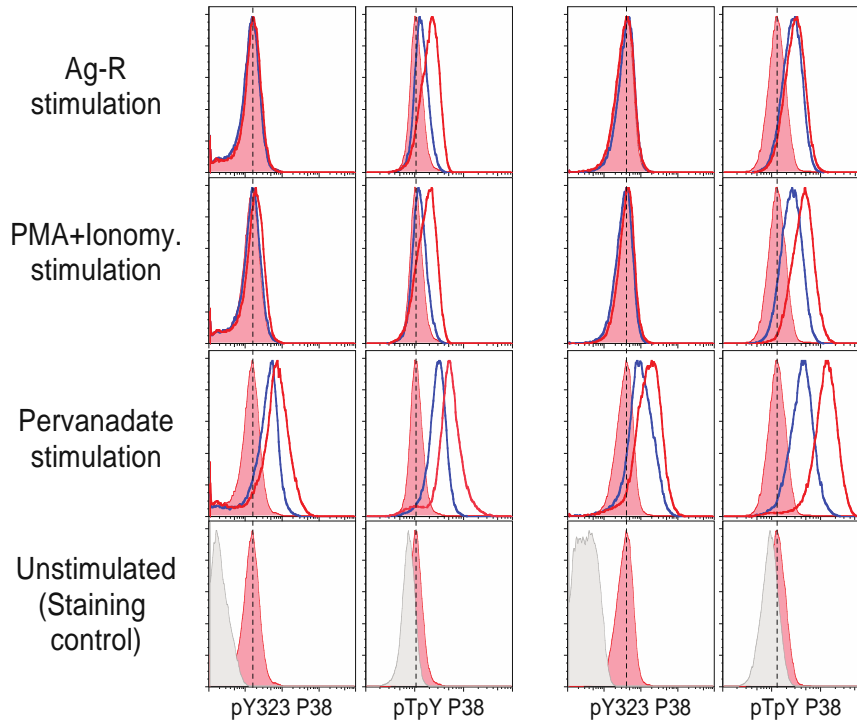 Ag-R
stimulation
PMA+Ionomy.
stimulation
Pervanadate
stimulation
Unstimulated
(Staining
control)
pY323 P38
pTpY P38
pY323 P38
pTpY P38